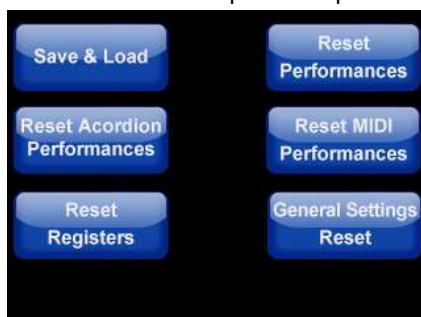 Save & Load
Reset
Performances
Reset Acordion
Performances
Reset MIDI
Performances
Reset
Registers
General Settings
Reset